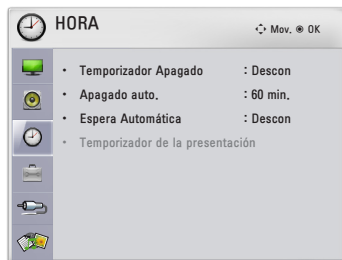 HORA
Mov. OK
• Temporizador Apagado : Descon
• Apagado auto. : 60 min.
• Espera Automática : Descon
• Temporizador de la presentación